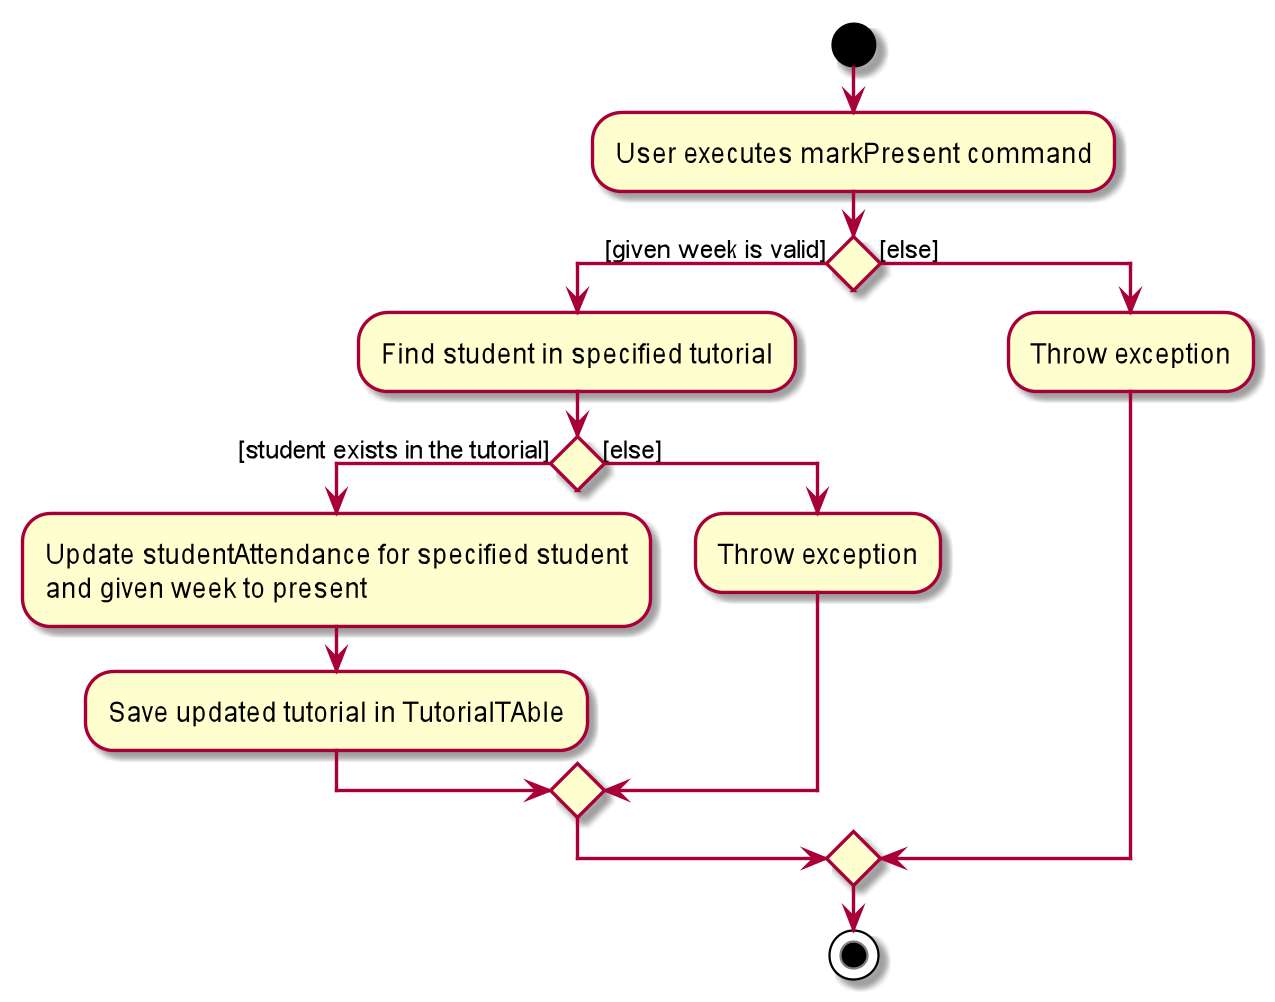 User executes markPresent command
[given week is valid]
[else]
Find student in specified tutorial
Throw exception
[student exists in the tutorial]
[else]
Update studentAttendance for specified student
and given week to present
Throw exception
Save updated tutorial in TutorialTAble